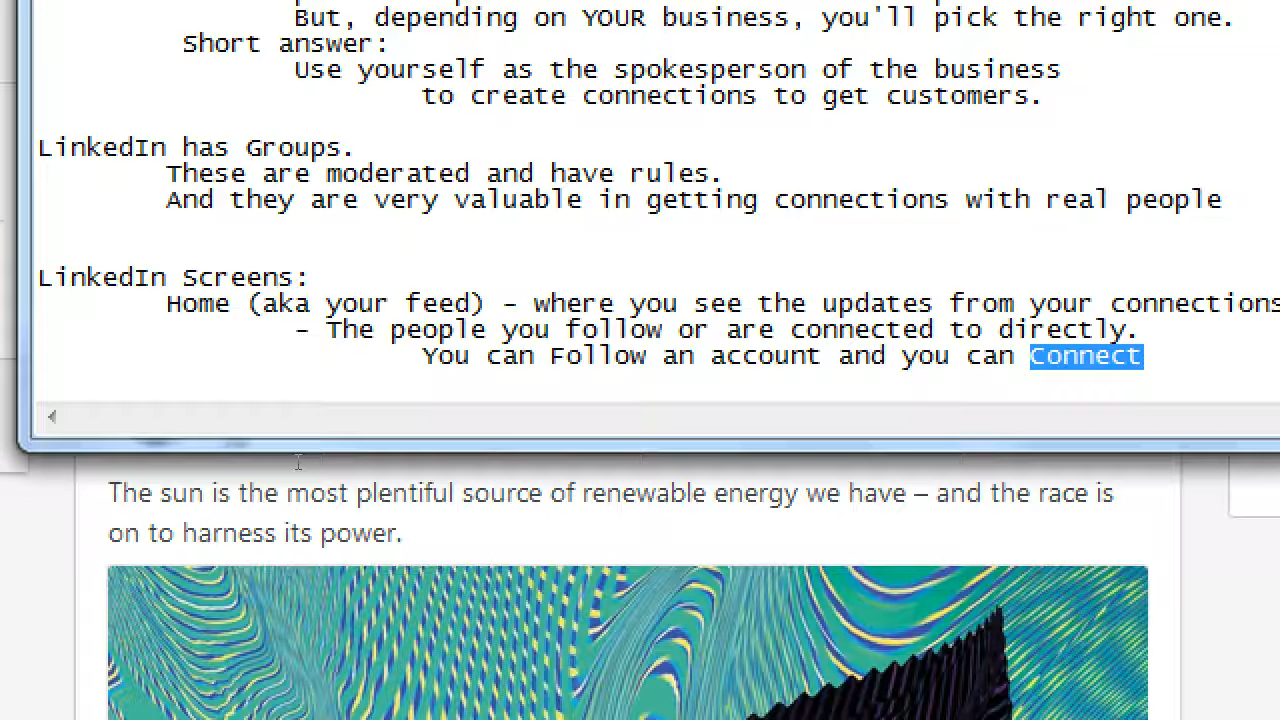 But, depending on YOUR business, you'll pick the right one.
Short answer:
Use yourself as the spokesperson of the business
to create connections to get customers.
LinkedIn has Groups.
These are moderated and have rules.
And they are very valuable in getting connections with real people
LinkedIn Screens:
Home (aka your feed) - where you see the updates from your connections
- The people you follow or are connected to directly.
You can Follow an account and you can Connect
The sun is the most plentiful source of renewable energy we have – and the race is
on to harness its power.